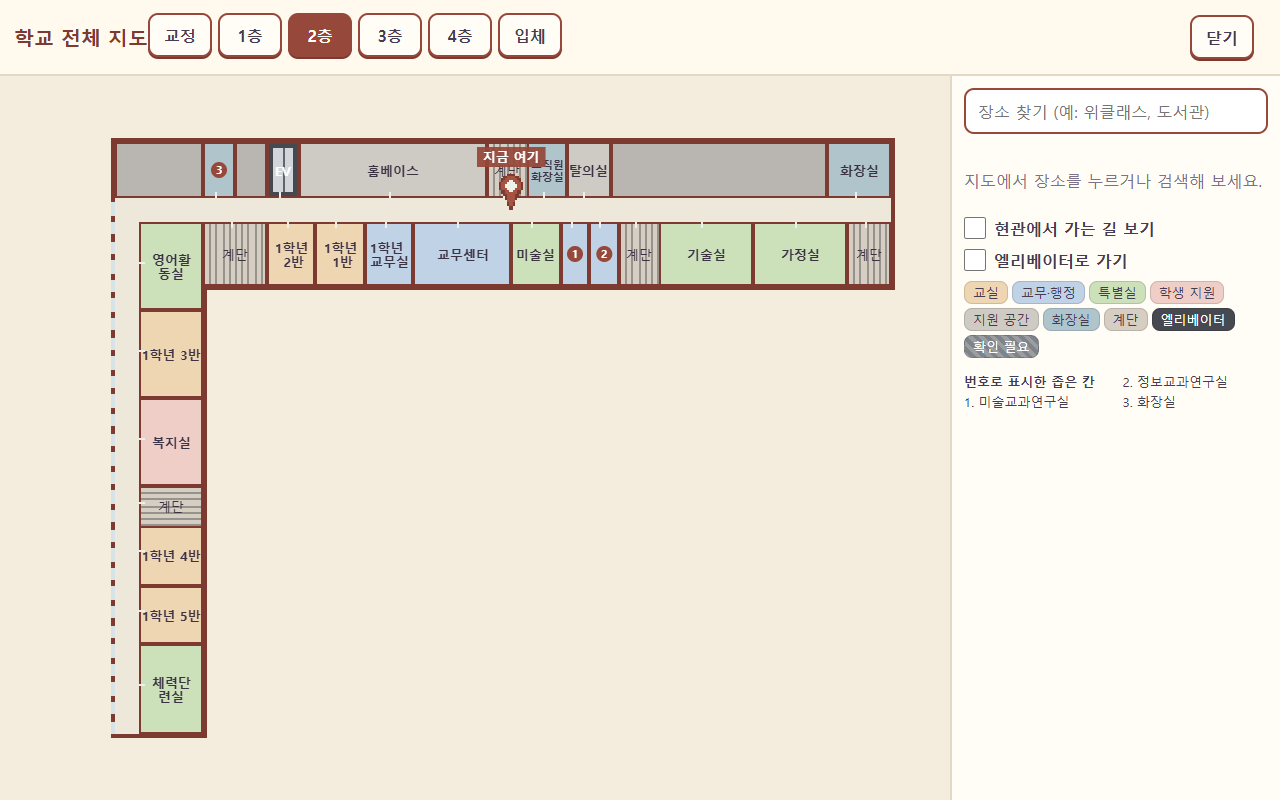 학교 전체 지도
교정
1층
2층
3층
4층
입체
닫기
장소 찾기 (예: 위클래스, 도서관)
지도에서 장소를 누르거나 검색해 보세요.
현관에서 가는 길 보기
엘리베이터로 가기
교실
교무·행정
특별실
학생 지원
지원 공간
화장실
계단
엘리베이터
확인 필요
번호로 표시한 좁은 칸
1. 미술교과연구실
2. 정보교과연구실
3. 화장실
지금 여기
3
EV
홈베이스
화장실
탈의실
화장실
영어활
동실
계단
1학년
2반
1학년
1반
1학년
교무실
교무센터
미술실
1
2
계단
기술실
가정실
계단
1학년 3반
복지실
계단
1학년 4반
1학년 5반
체력단
련실